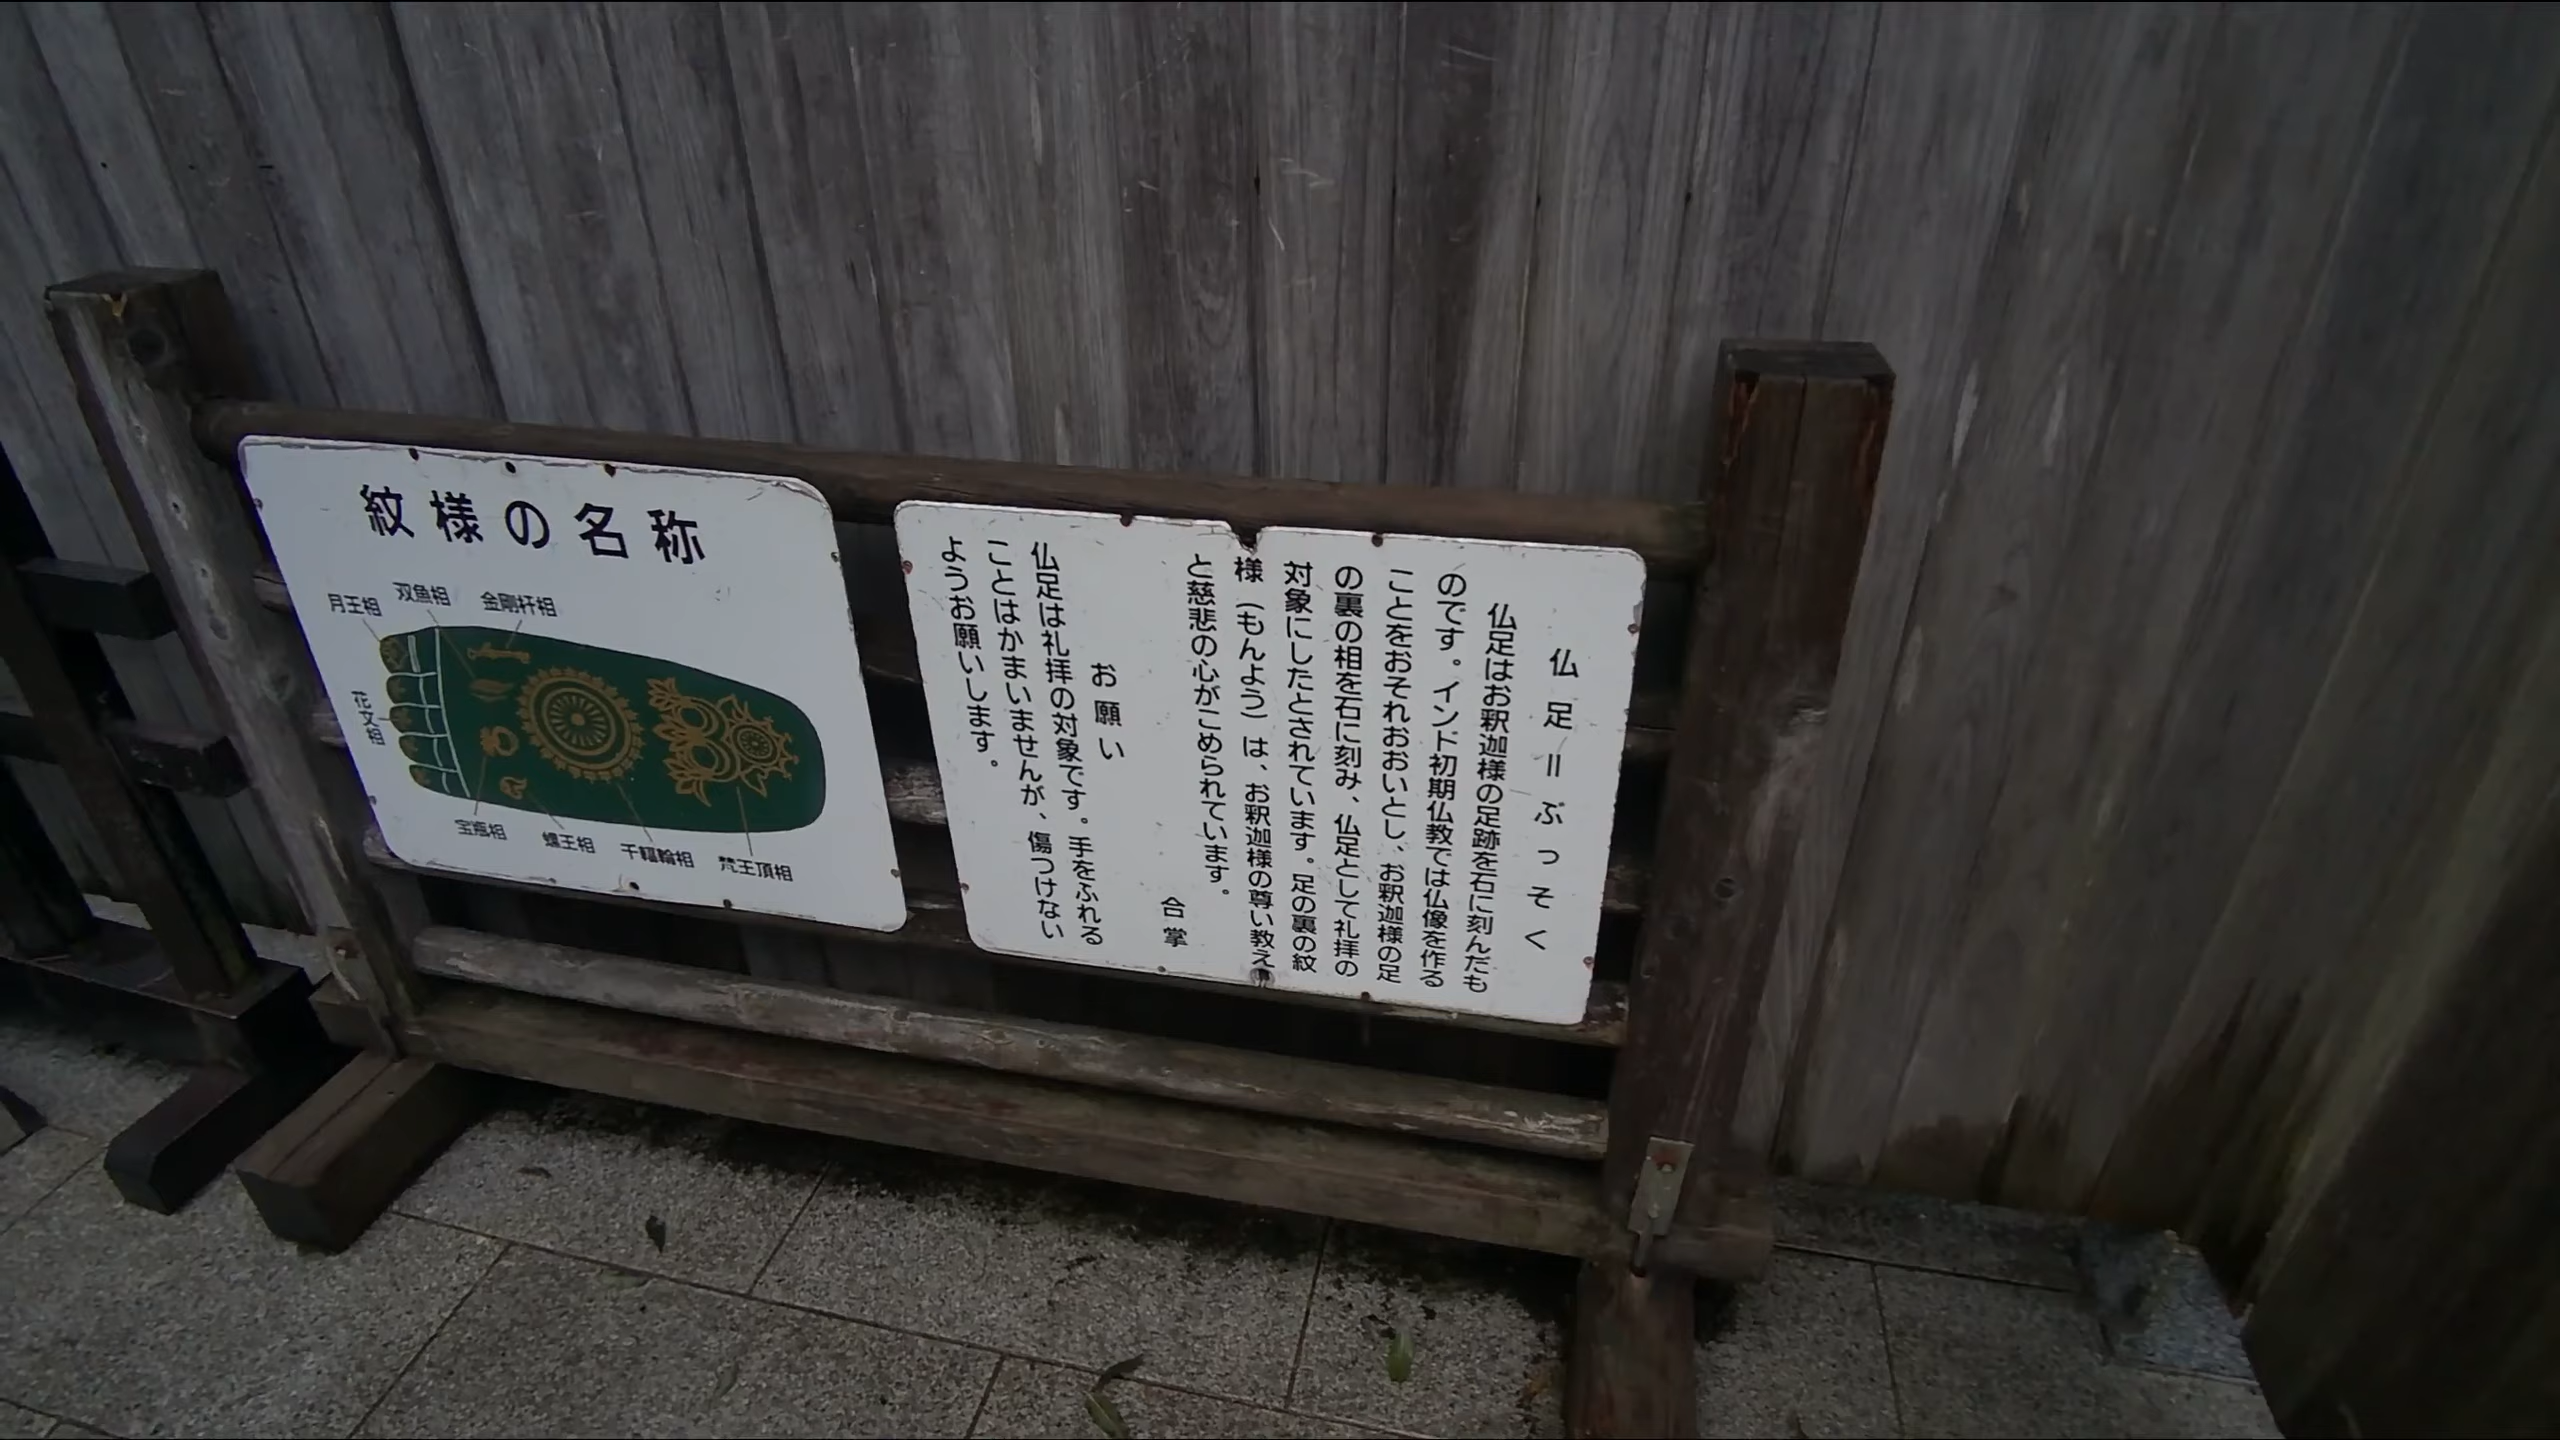 紋様の名称
月王相
双魚相
金剛杵相
花文相
宝瓶相
螺王相
千輻輪相
梵王頂相
仏足＝ぶっそく
仏足はお釈迦様の足跡を石に刻んだも
のです。インド初期仏教では仏像を作る
ことをおそれおおいとし、お釈迦様の足
の裏の相を石に刻み、仏足として礼拝の
対象にしたとされています。足の裏の紋
様（もんよう）は、お釈迦様の尊い教え
と慈悲の心がこめられています。
合掌
お願い
仏足は礼拝の対象です。手をふれる
ことはかまいませんが、傷つけない
ようお願いします。